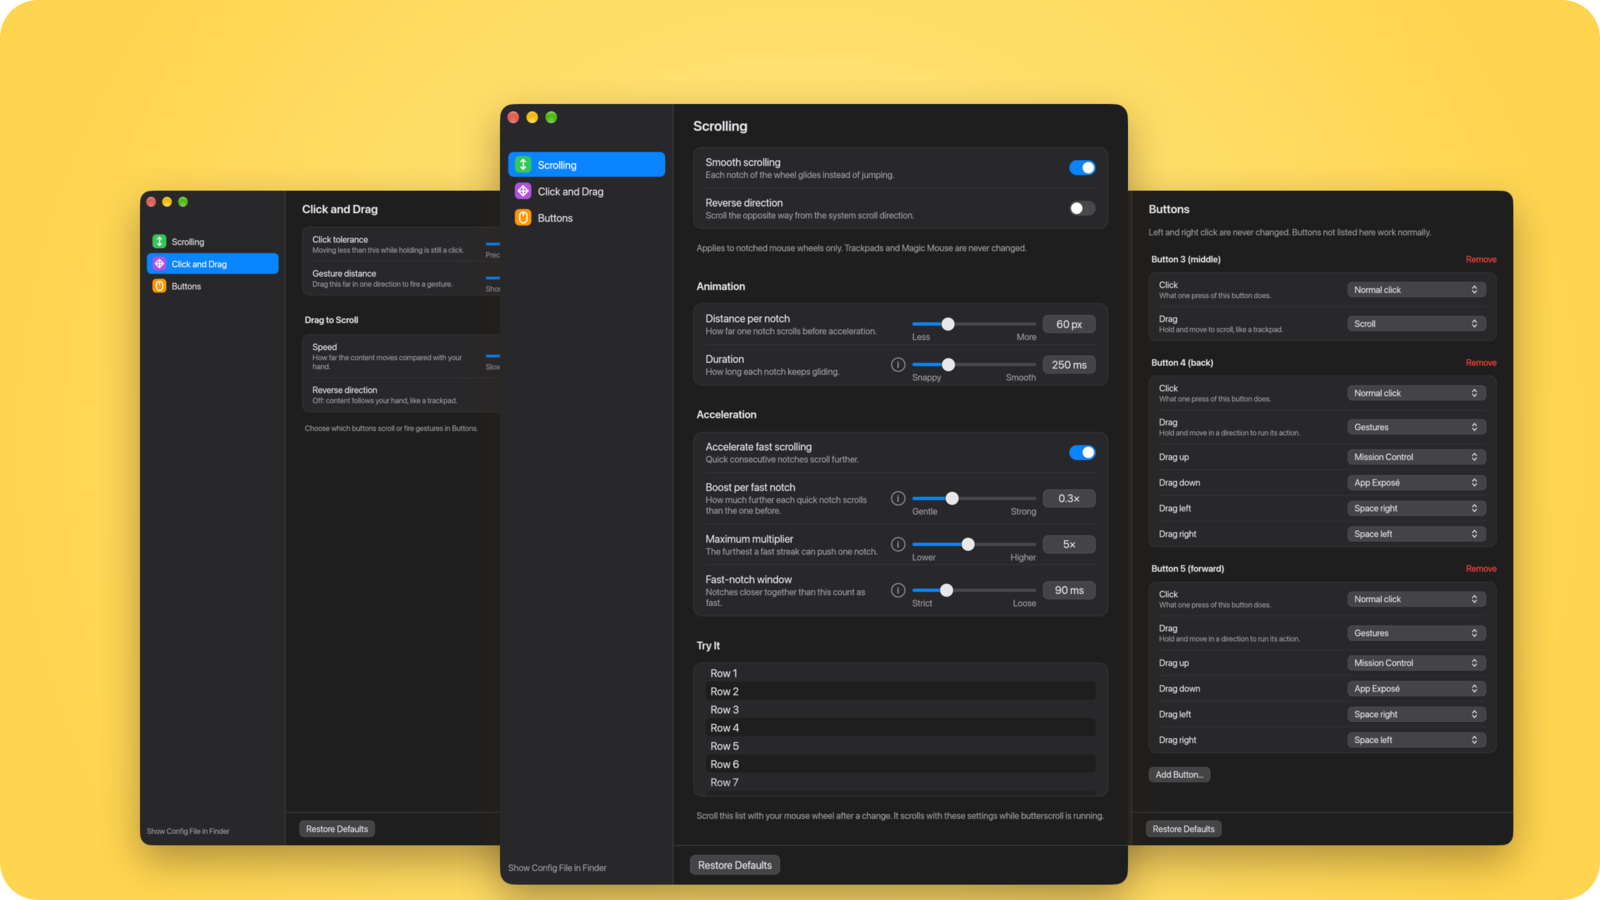 Click and Drag
Scrolling
Click and Drag
Buttons
Click tolerance
Moving less than this while holding is still a click.
Gesture distance
Drag this far in one direction to fire a gesture.
Drag to Scroll
Speed
How far the content moves compared with your
hand.
Slow
Reverse direction
Off: content follows your hand, like a trackpad.
Choose which buttons scroll or fire gestures in Buttons.
Show Config File in Finder
Restore Defaults
Scrolling
Click and Drag
Buttons
Scrolling
Smooth scrolling
Each notch of the wheel glides instead of jumping.
Reverse direction
Scroll the opposite way from the system scroll direction.
Applies to notched mouse wheels only. Trackpads and Magic Mouse are never changed.
Animation
Distance per notch
How far one notch scrolls before acceleration.
60 px
Less More
Duration
How long each notch keeps gliding.
250 ms
Snappy Smooth
Acceleration
Accelerate fast scrolling
Quick consecutive notches scroll further.
Boost per fast notch
How much further each quick notch scrolls
than the one before.
0.3×
Gentle Strong
Maximum multiplier
The furthest a fast streak can push one notch.
5×
Lower Higher
Fast-notch window
Notches closer together than this count as
fast.
90 ms
Strict Loose
Try It
Row 1
Row 2
Row 3
Row 4
Row 5
Row 6
Row 7
Scroll this list with your mouse wheel after a change. It scrolls with these settings while butterscroll is running.
Show Config File in Finder
Restore Defaults
Buttons
Left and right click are never changed. Buttons not listed here work normally.
Button 3 (middle) Remove
Click
What one press of this button does.
Normal click
Drag
Hold and move to scroll, like a trackpad.
Scroll
Button 4 (back) Remove
Click
What one press of this button does.
Normal click
Drag
Hold and move in a direction to run its action.
Gestures
Drag up Mission Control
Drag down App Exposé
Drag left Space right
Drag right Space left
Button 5 (forward) Remove
Click
What one press of this button does.
Normal click
Drag
Hold and move in a direction to run its action.
Gestures
Drag up Mission Control
Drag down App Exposé
Drag left Space right
Drag right Space left
Add Button...
Restore Defaults